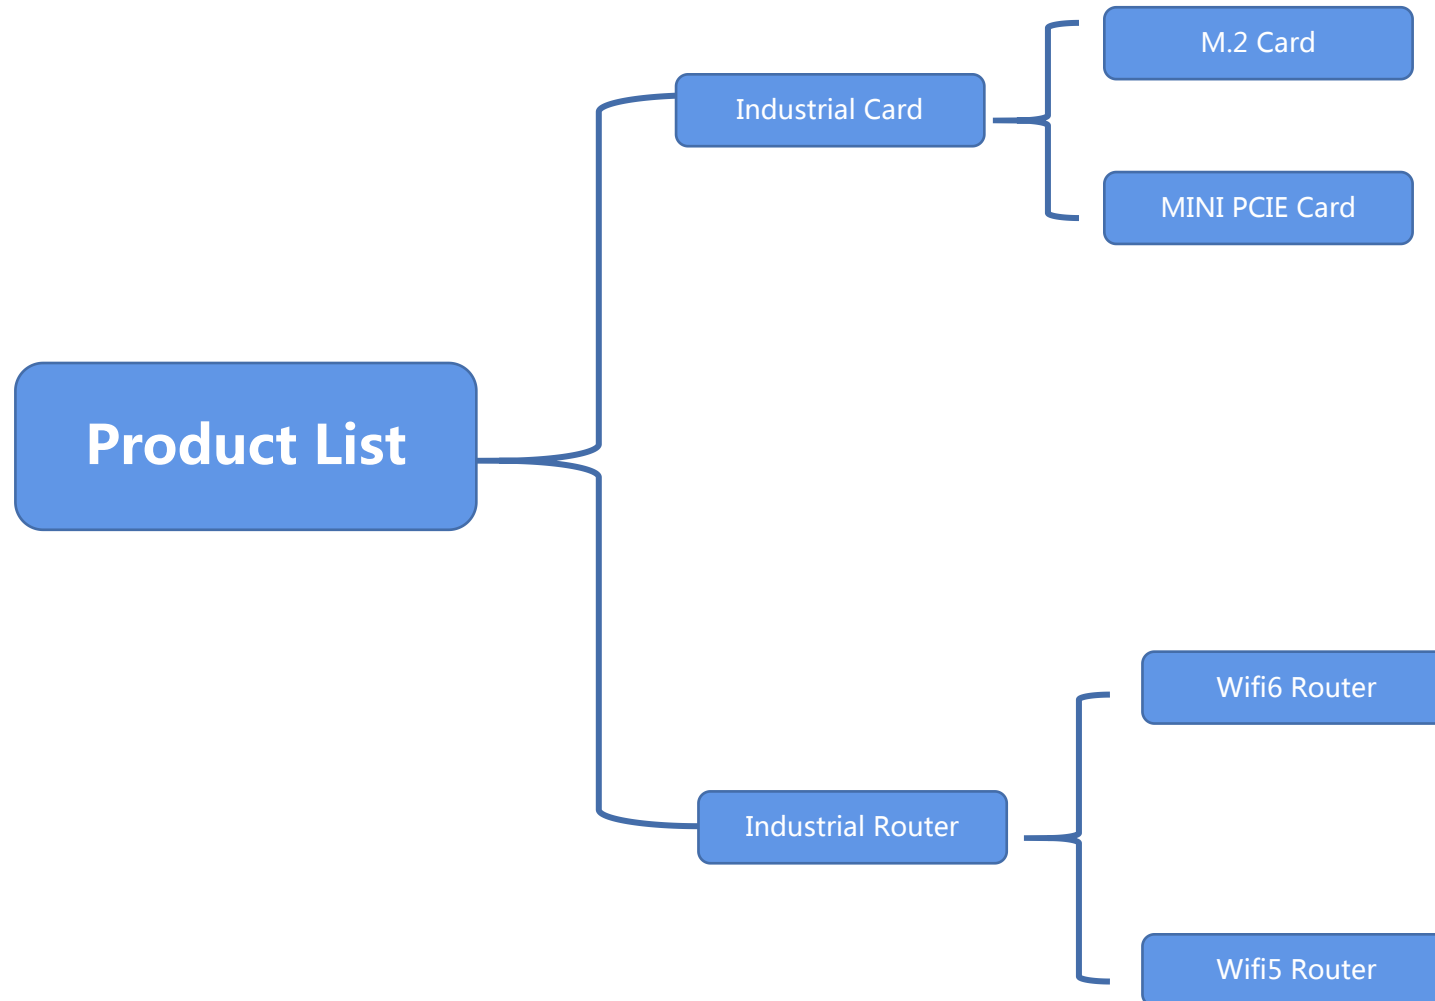 M.2 Card
Industrial Card
MINI PCIE Card
Product List
Wifi6 Router
Industrial Router
Wifi5 Router